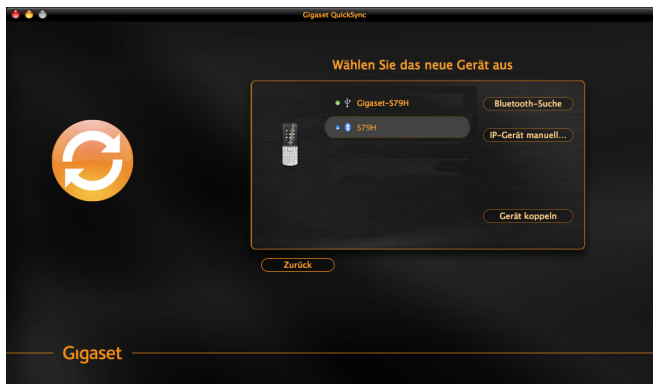 Gigaset QuickSync
Wählen Sie das neue Gerät aus
Gigaset-S79H
Bluetooth-Suche
S79H
IP-Gerät manuell...
Gerät koppeln
Zurück
Gigaset